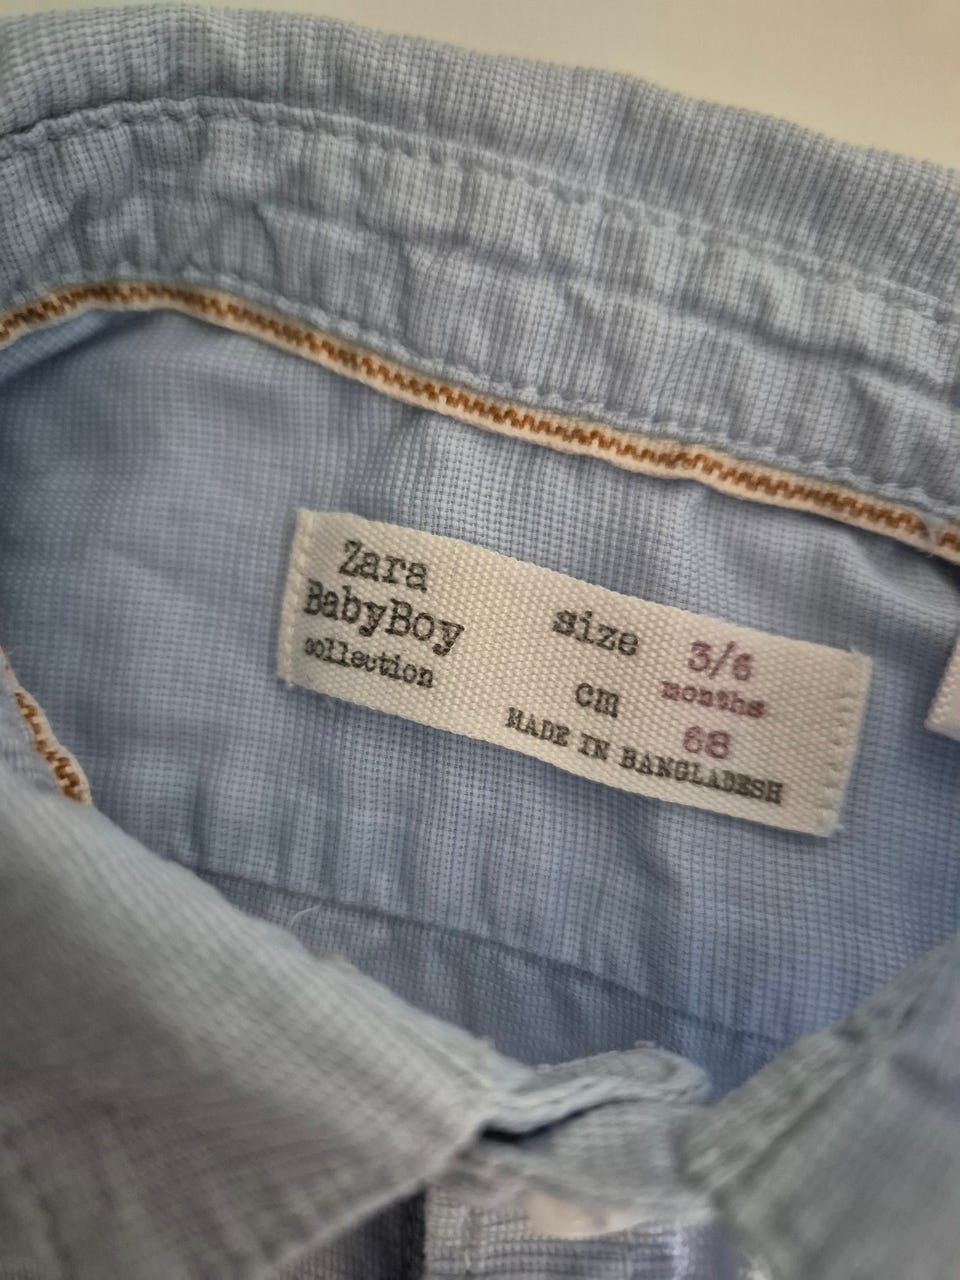 Zara
BabyBoy
collection
size 3/6
months
cm 68
MADE IN BANGLADESH